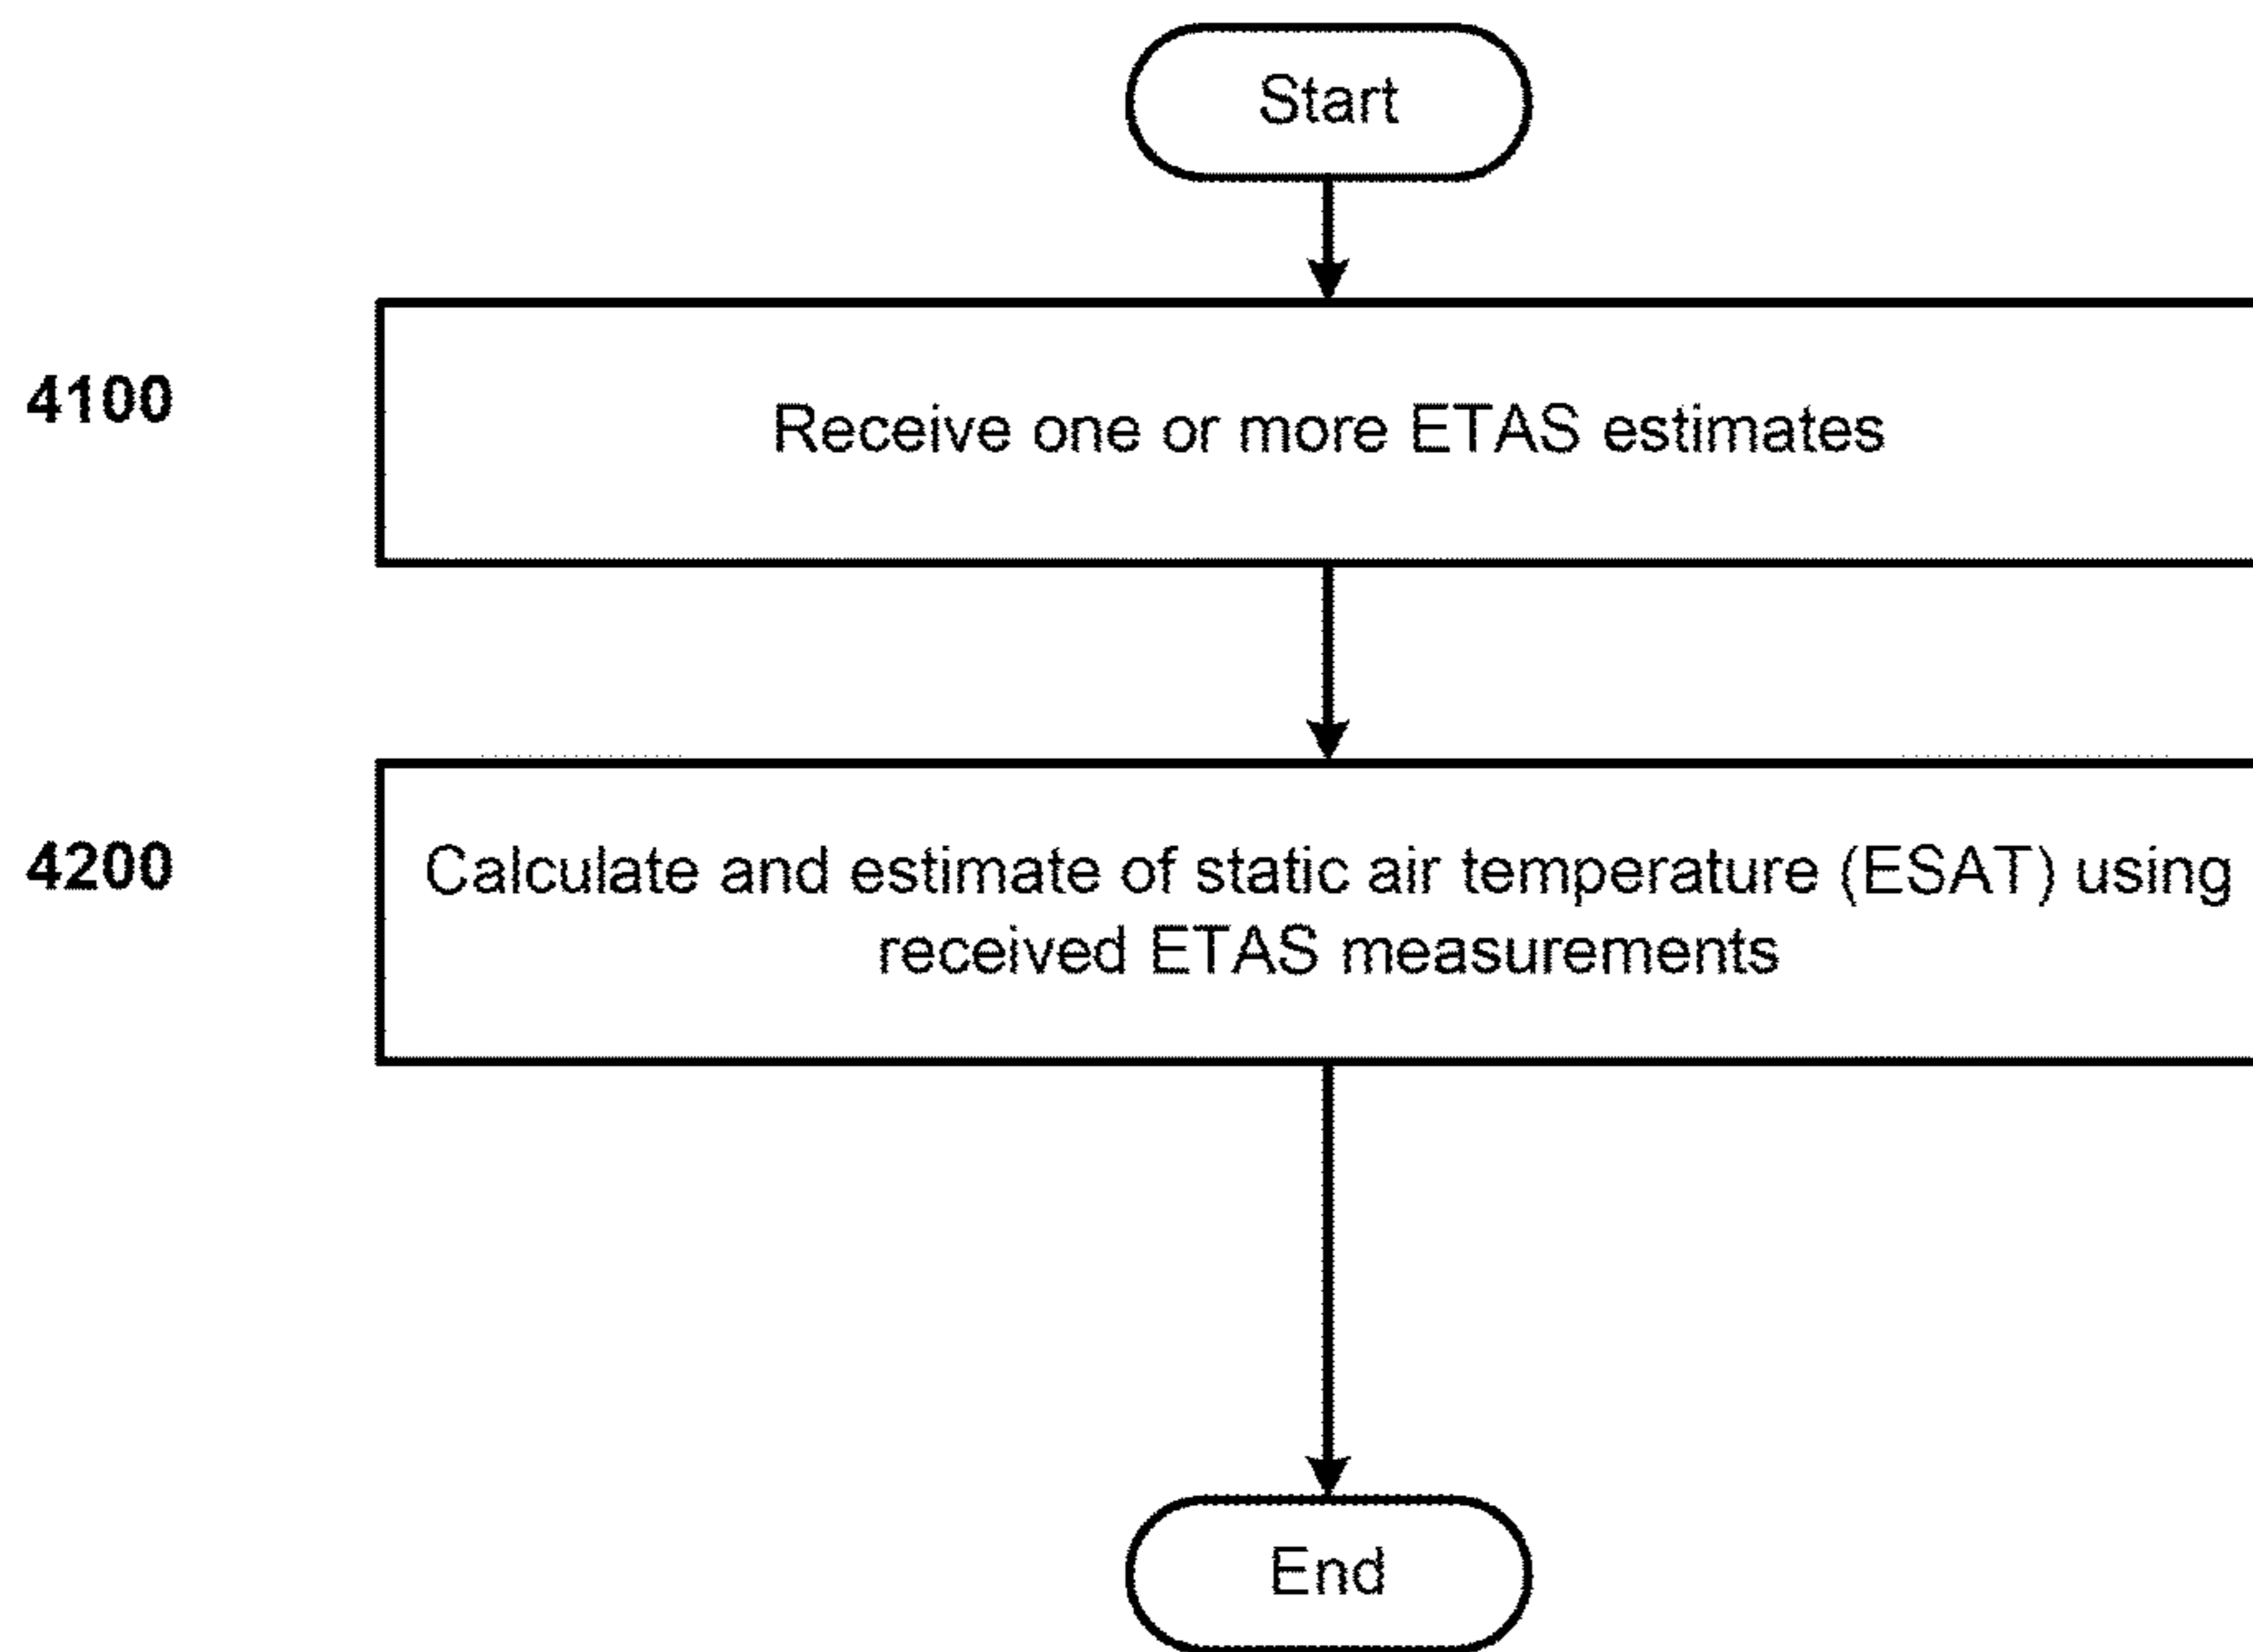 Start
4100
Receive one or more ETAS estimates
4200
Calculate and estimate of static air temperature (ESAT) using
received ETAS measurements
End